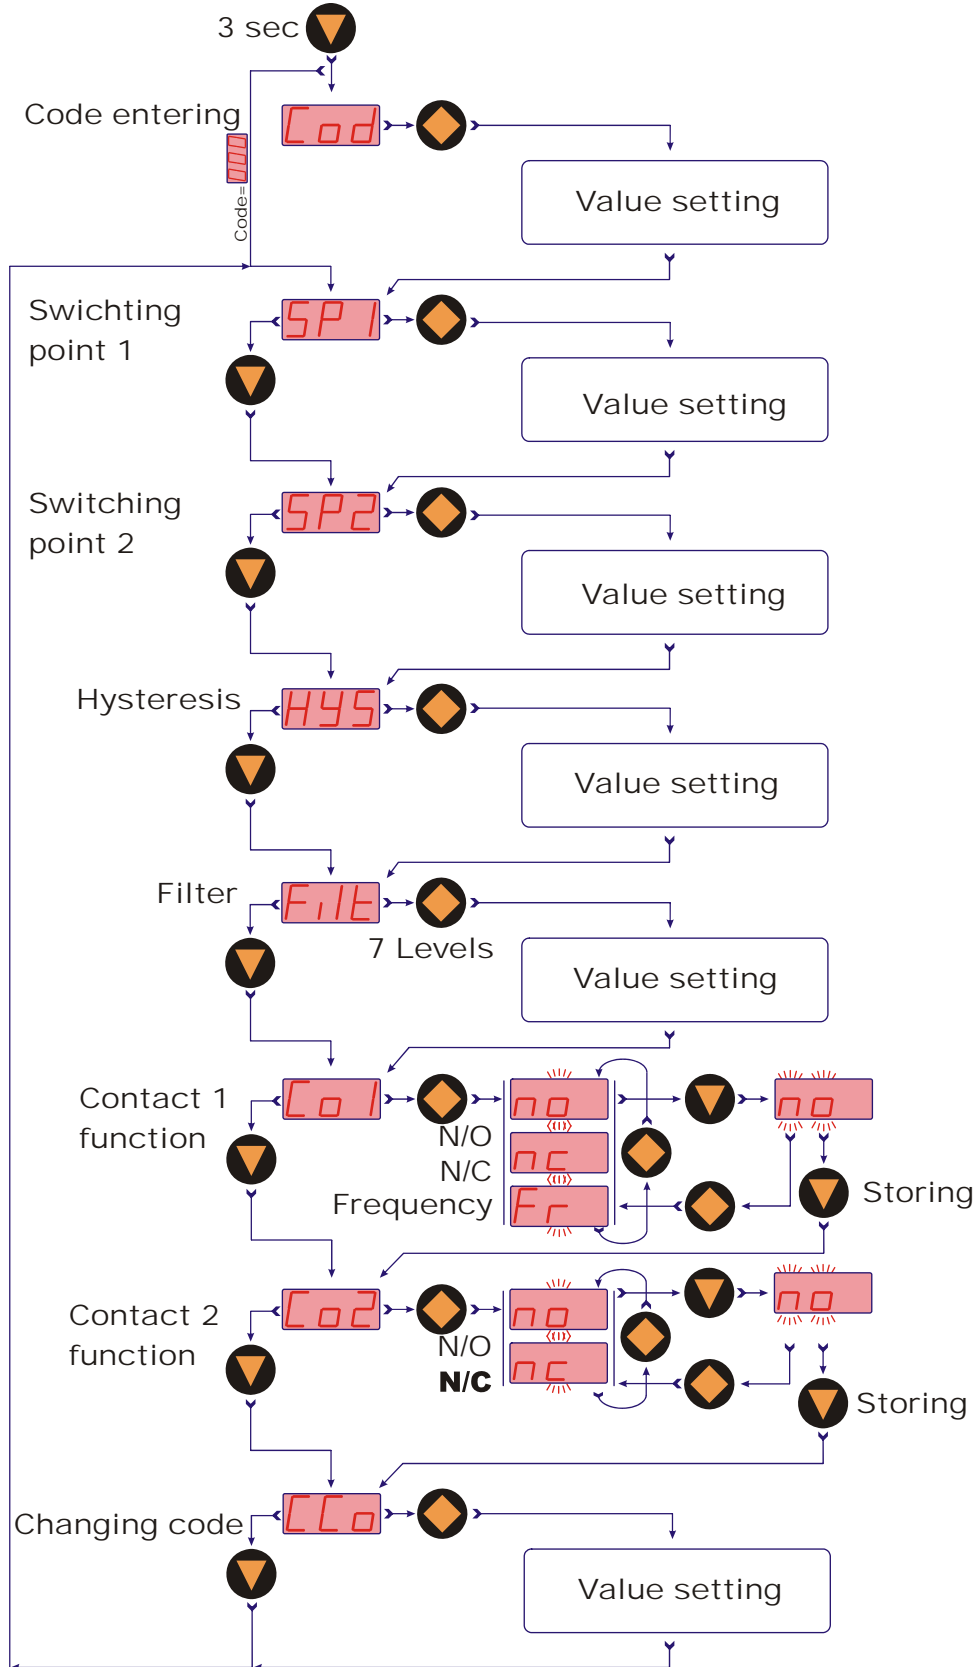 3 sec
Code entering
Cod
Code=000
Value setting
Swichting
point 1
SP1
Value setting
Switching
point 2
SP2
Value setting
Hysteresis
HYS
Value setting
Filter
Filt
7 Levels
Value setting
Contact 1
function
Co1
no
N/O
nc
N/C
Frequency
Fr
no
Storing
Contact 2
function
Co2
no
N/O
nc
N/C
no
Storing
Changing code
CCo
Value setting